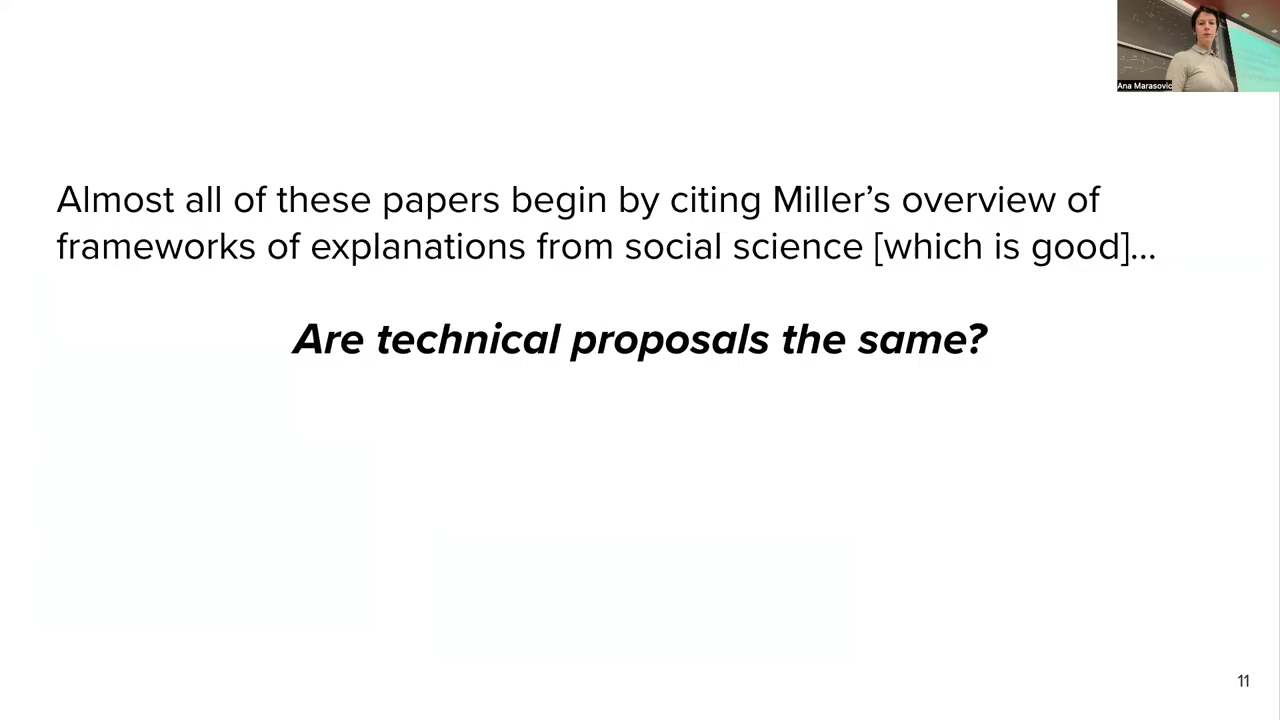 Ana Marasovic
Almost all of these papers begin by citing Miller’s overview of
frameworks of explanations from social science [which is good]...
Are technical proposals the same?
11